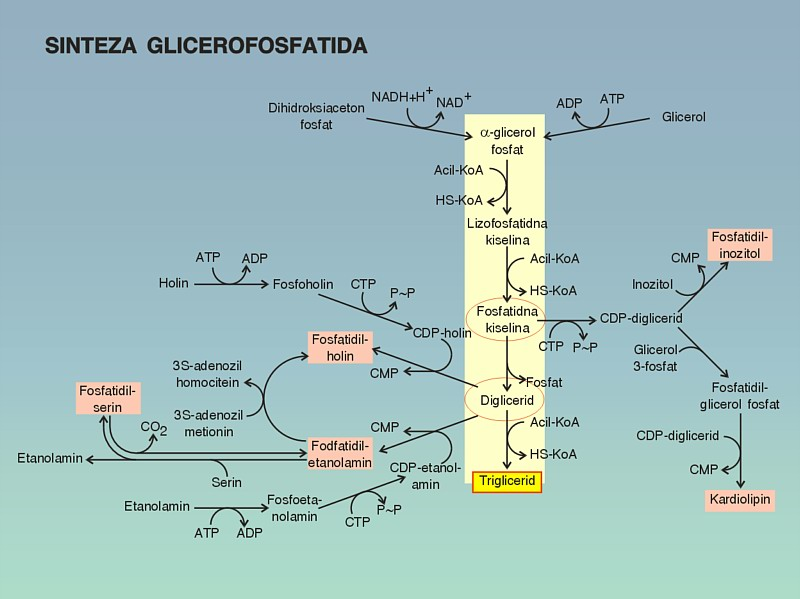 SINTEZA GLICEROFOSFATIDA
NADH+H+
NAD+
ADP
ATP
Dihidroksiaceton
fosfat
Glicerol
α-glicerol
fosfat
Acil-KoA
HS-KoA
Lizofosfatidna
kiselina
Fosfatidil-
inozitol
ATP
ADP
Acil-KoA
CMP
Holin
Fosfoholin
CTP
P~P
HS-KoA
Inozitol
Fosfatidna
kiselina
CDP-diglicerid
CDP-holin
Fosfatidil-
holin
CTP
P~P
Glicerol
3-fosfat
3S-adenozil
homocitein
CMP
Fosfat
Fosfatidil-
serin
Diglicerid
Fosfatidil-
glicerol fosfat
3S-adenozil
metionin
CO2
CMP
Acil-KoA
CDP-diglicerid
Etanolamin
Fodfatidil-
etanolamin
HS-KoA
CDP-etanol-
amin
CMP
Serin
Triglicerid
Etanolamin
Fosfoeta-
nolamin
Kardiolipin
P~P
CTP
ATP
ADP